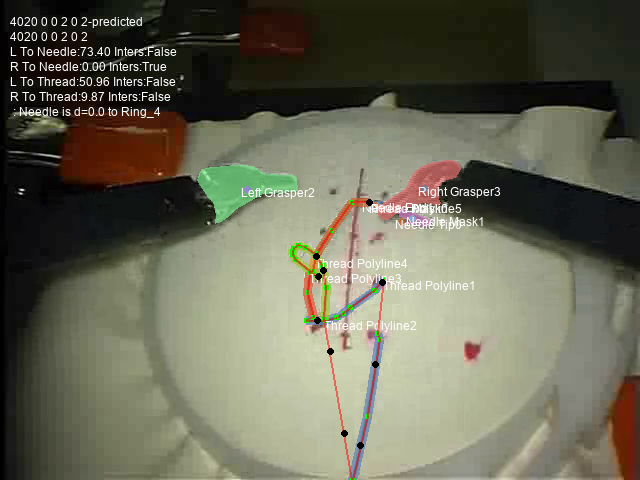 4020 0 0 2 0 2-predicted
4020 0 0 2 0 2
L To Needle:73.40 Inters:False
R To Needle:0.00 Inters:True
L To Thread:50.96 Inters:False
R To Thread:9.87 Inters:False
: Needle is d=0.0 to Ring_4
Left Grasper2
Right Grasper3
Needle Mask1
Thread Polyline4
Thread Polyline3
Thread Polyline1
Thread Polyline2